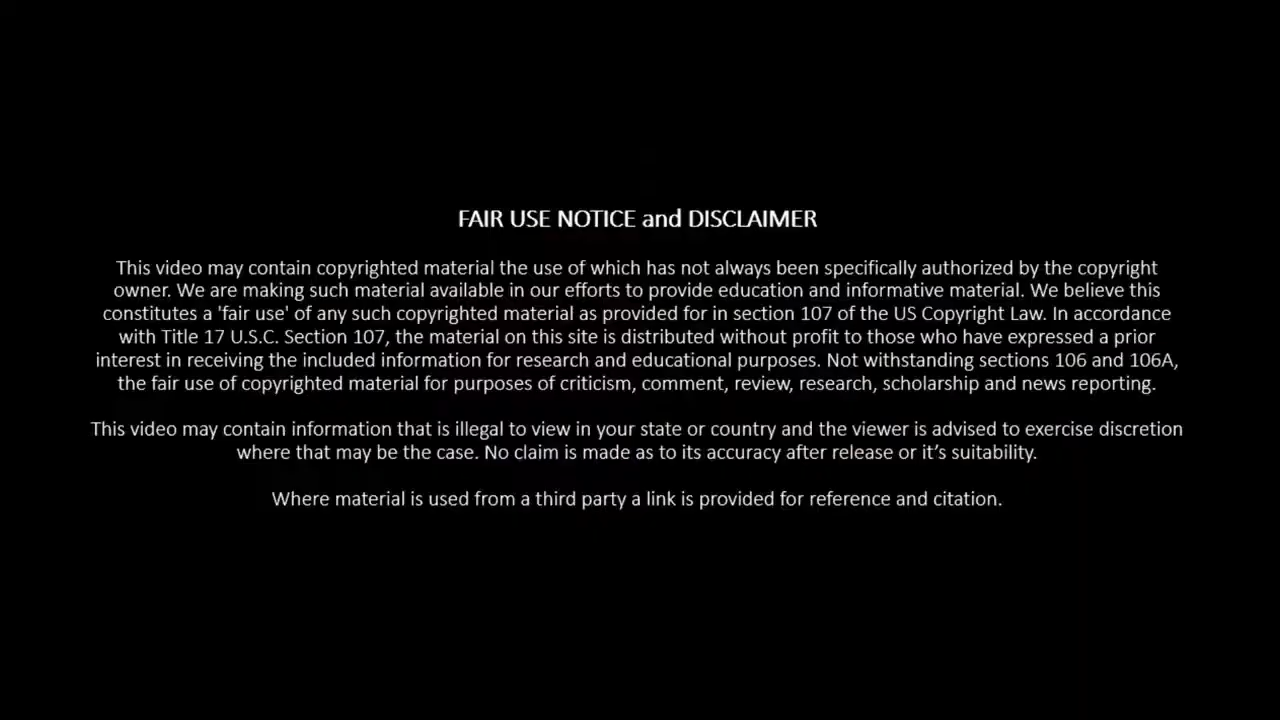 FAIR USE NOTICE and DISCLAIMER
This video may contain copyrighted material the use of which has not always been specifically authorized by the copyright
owner. We are making such material available in our efforts to provide education and informative material. We believe this
constitutes a 'fair use' of any such copyrighted material as provided for in section 107 of the US Copyright Law. In accordance
with Title 17 U.S.C. Section 107, the material on this site is distributed without profit to those who have expressed a prior
interest in receiving the included information for research and educational purposes. Not withstanding sections 106 and 106A,
the fair use of copyrighted material for purposes of criticism, comment, review, research, scholarship and news reporting.
This video may contain information that is illegal to view in your state or country and the viewer is advised to exercise discretion
where that may be the case. No claim is made as to its accuracy after release or it’s suitability.
Where material is used from a third party a link is provided for reference and citation.